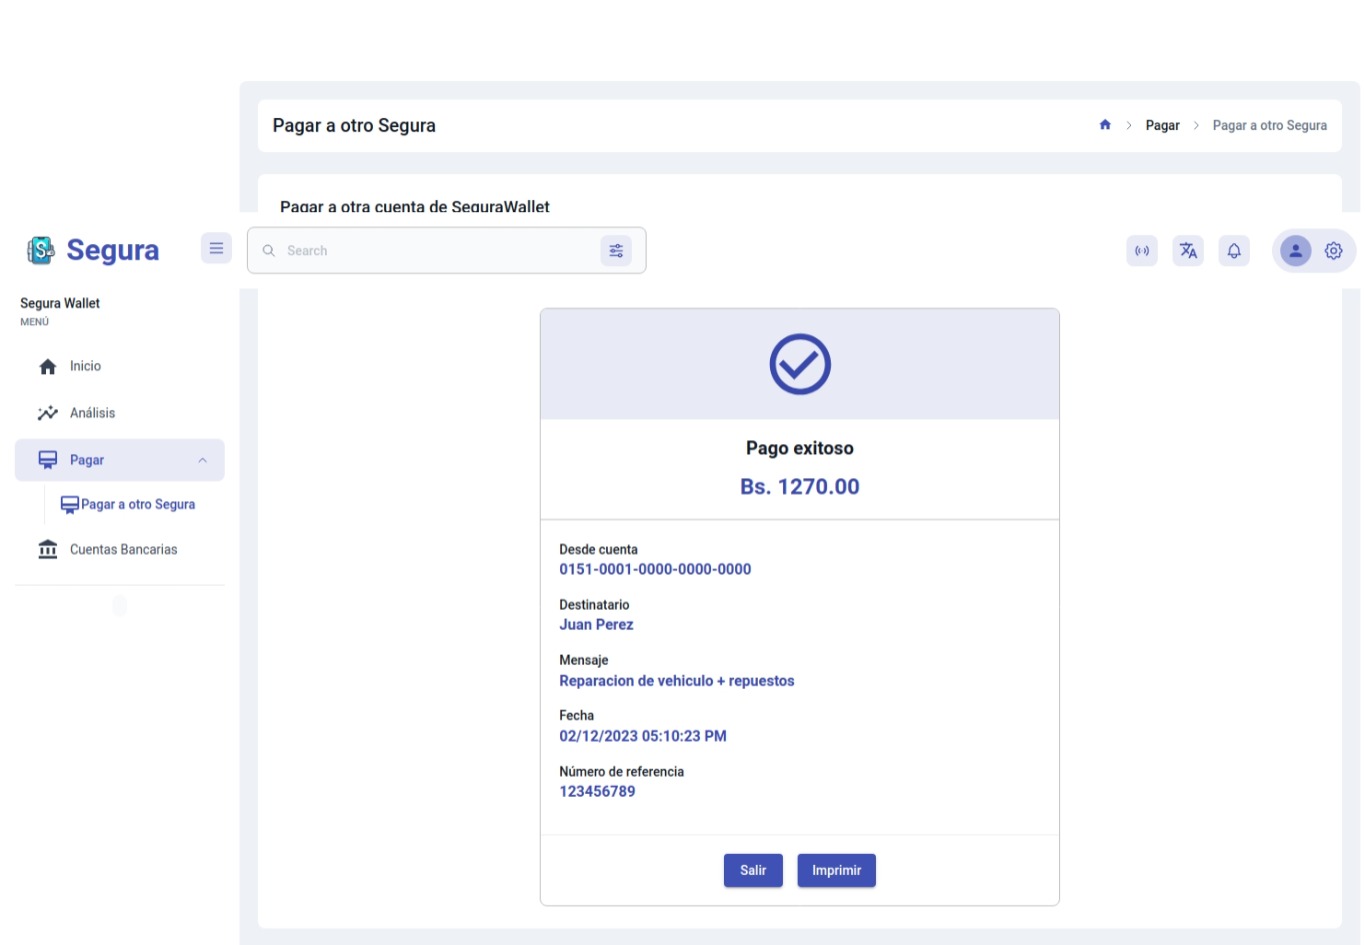 Pagar a otro Segura
Pagar
Pagar a otro Segura
Pagar a otra cuenta de SeguraWallet
Segura
Search
Segura Wallet
MENÚ
Inicio
Análisis
Pagar
Pagar a otro Segura
Cuentas Bancarias
Pago exitoso
Bs. 1270.00
Desde cuenta
0151-0001-0000-0000-0000
Destinatario
Juan Perez
Mensaje
Reparacion de vehiculo + repuestos
Fecha
02/12/2023 05:10:23 PM
Número de referencia
123456789
Salir
Imprimir